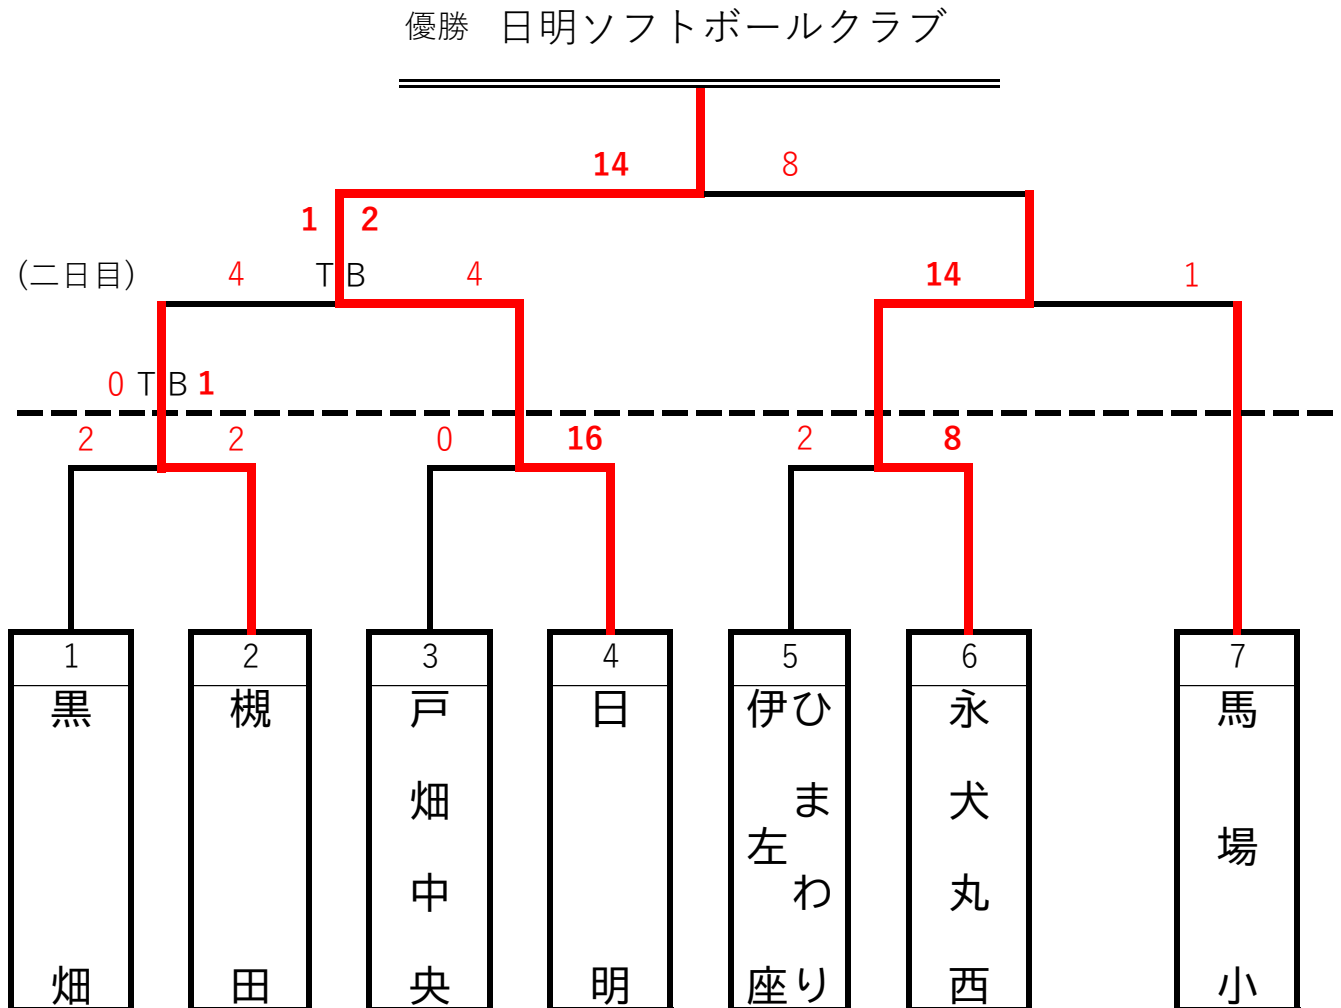 優勝 日明ソフトボールクラブ
14 8
1 2
(二日目) 4 TB 4 14 1
0 TB 1
2 2 0 16 2 8
1 2 3 4 5 6 7
黒畑
槻田
戸畑中央
日明
ひまわり
伊左座
永犬丸西
馬場小